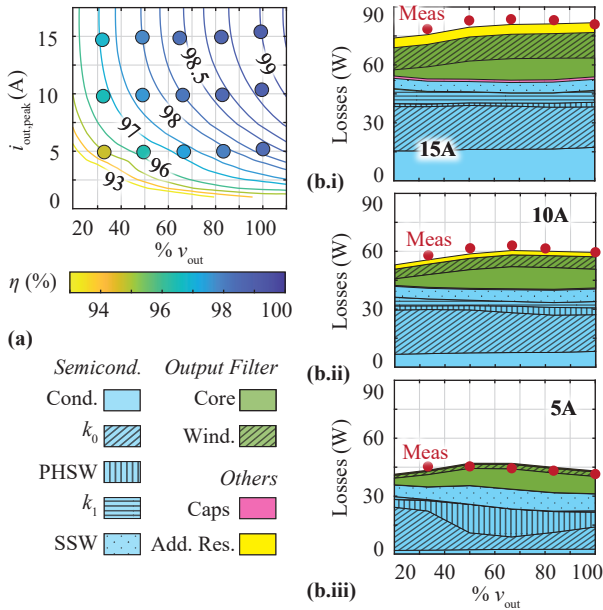 15
10
5
0
i_out,peak (A)
98.5
99
98
97
96
93
20 40 60 80 100
% v_out
η (%)
94 96 98 100
(a)
Semicond.
Cond.
k_0
PHSW
k_1
SSW
Output Filter
Core
Wind.
Others
Caps
Add. Res.
90
60
30
0
Losses (W)
Meas
15A
(b.i)
90
60
30
0
Losses (W)
Meas
10A
(b.ii)
90
60
30
0
Losses (W)
Meas
5A
(b.iii)
20 40 60 80 100
% v_out